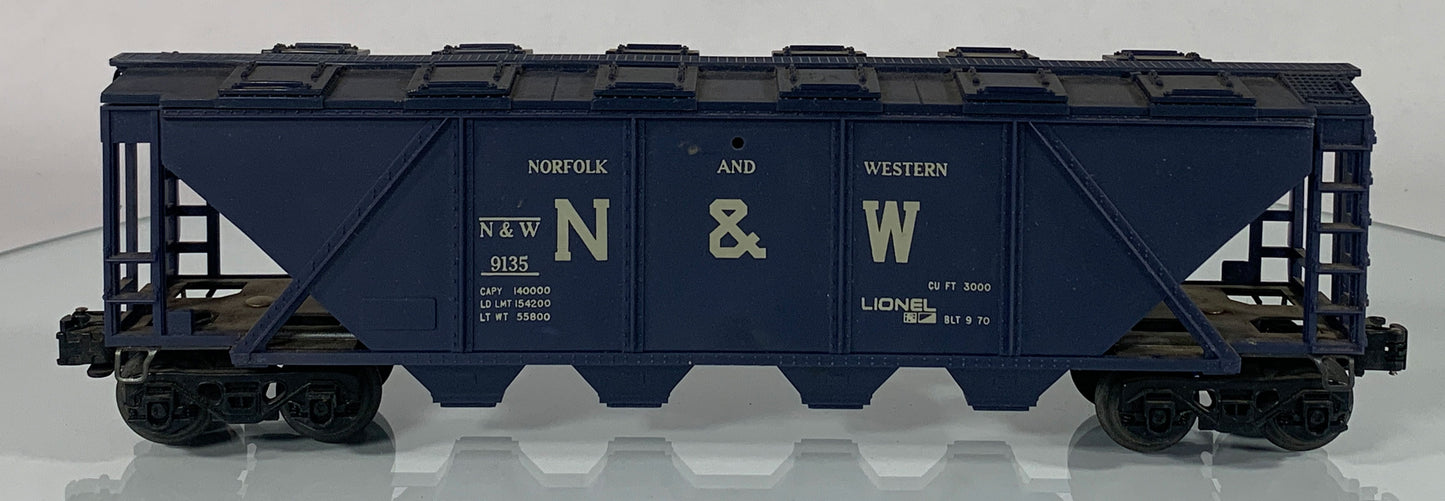 NORFOLK AND WESTERN
N & W
N & W
9135
CAPY 140000
LD LMT 154200
LT WT 55800
CU FT 3000
LIONEL
BLT 9 70